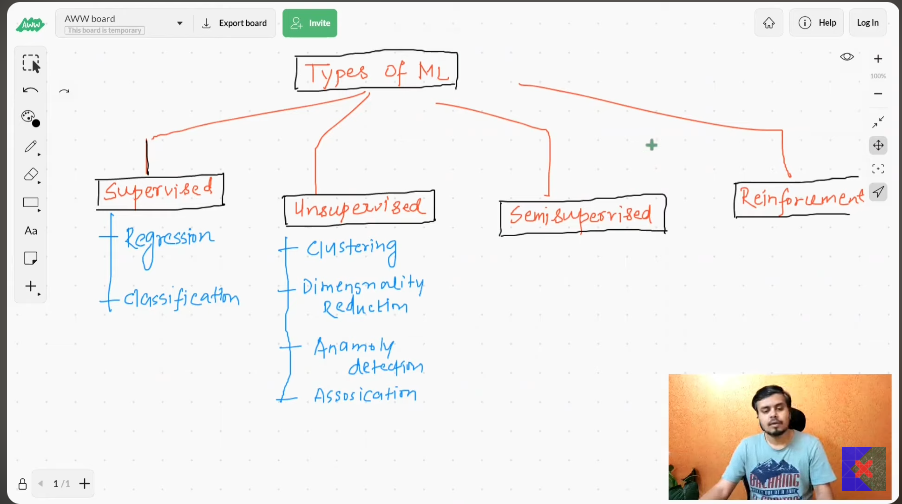 AWW
AWW board
This board is temporary
Export board
Invite
Help
Log In
100%
Types of ML
Supervised
Unsupervised
Semisupervised
Reinforcement
Regression
Classification
Clustering
Dimensnality
Reduction
Anamoly
detection
Assosication
Aa
1 /1